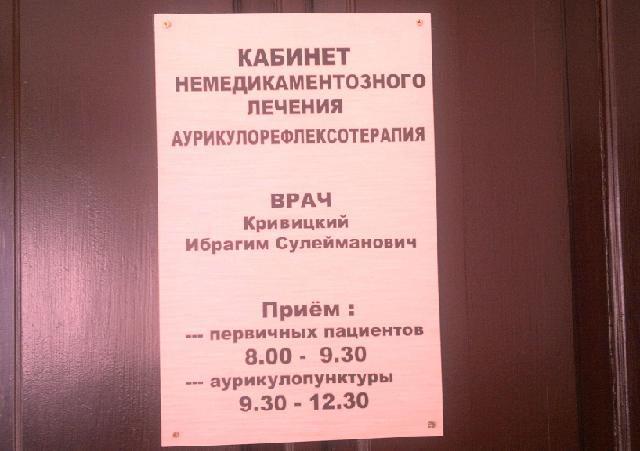 КАБИНЕТ
НЕМЕДИКАМЕНТОЗНОГО
ЛЕЧЕНИЯ
АУРИКУЛОРЕФЛЕКСОТЕРАПИЯ
ВРАЧ
Кривицкий
Ибрагим Сулейманович
Приём :
--- первичных пациентов
8.00 - 9.30
--- аурикулопунктуры
9.30 - 12.30